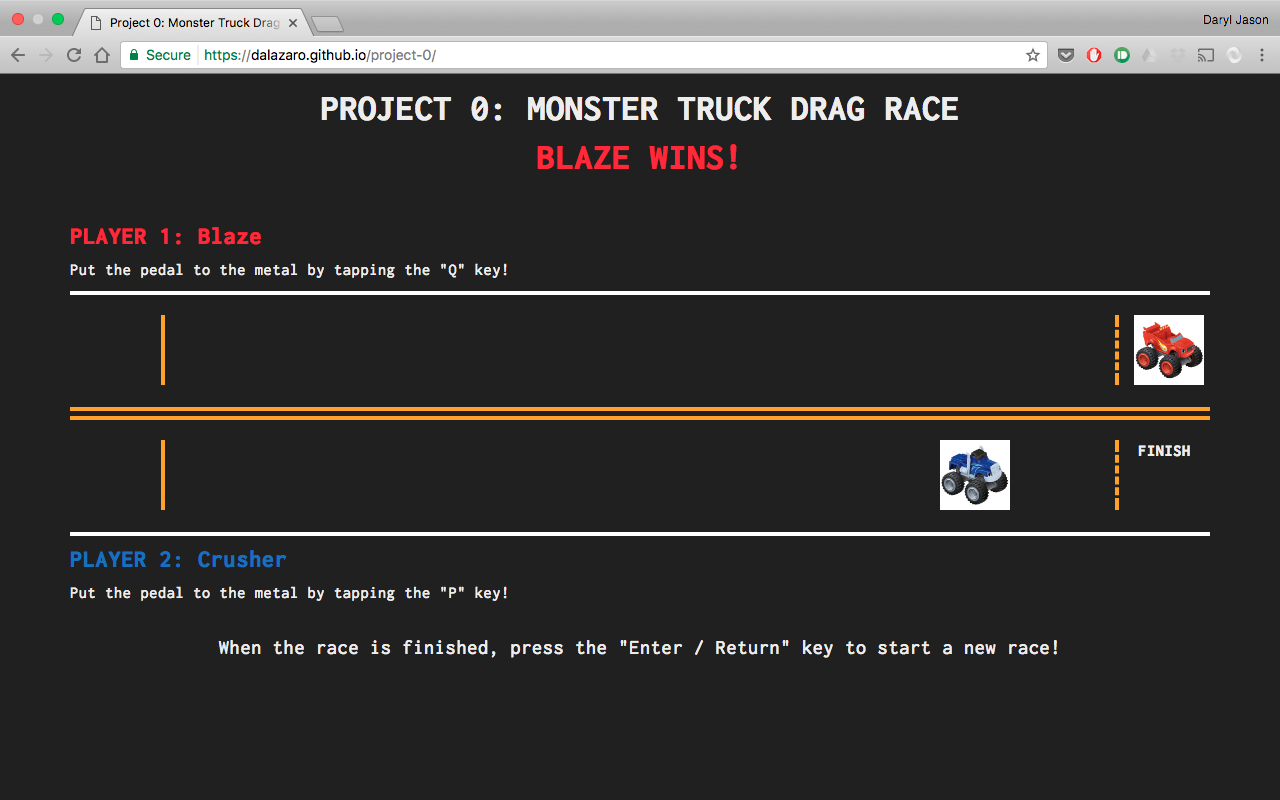 Project 0: Monster Truck Drag
Daryl Jason
Secure https://dalazaro.github.io/project-0/
PROJECT 0: MONSTER TRUCK DRAG RACE
BLAZE WINS!
PLAYER 1: Blaze
Put the pedal to the metal by tapping the "Q" key!
FINISH
PLAYER 2: Crusher
Put the pedal to the metal by tapping the "P" key!
When the race is finished, press the "Enter / Return" key to start a new race!